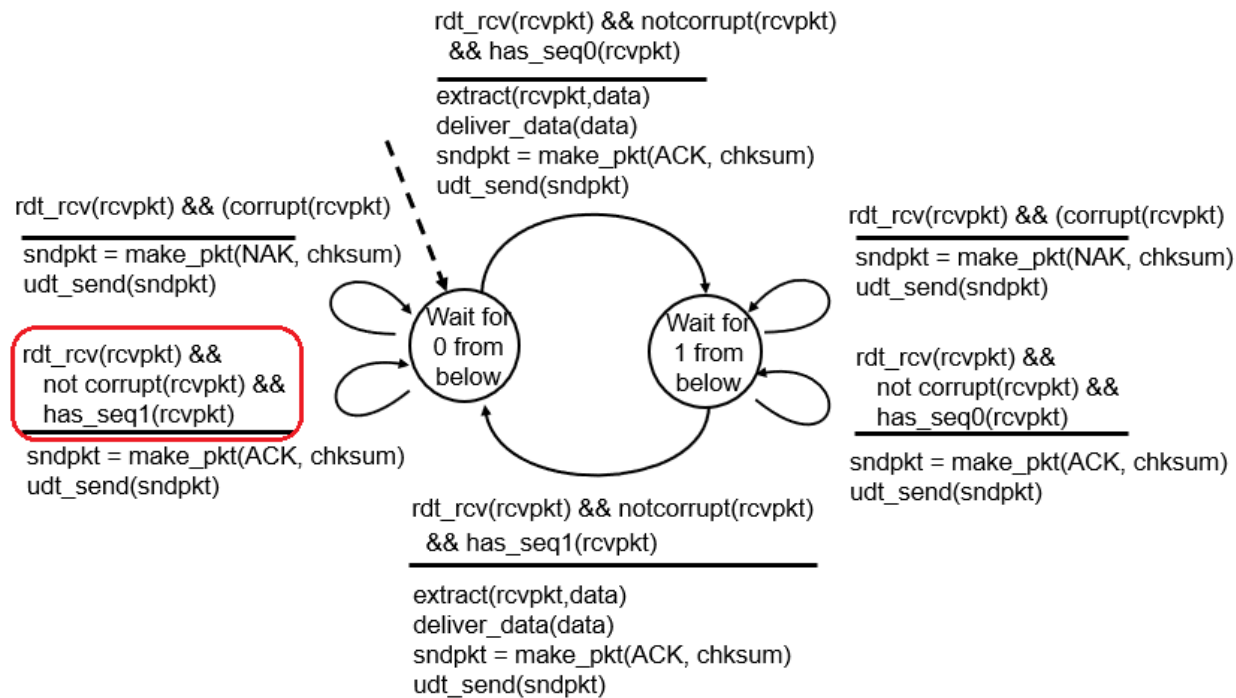 rdt_rcv(rcvpkt) && notcorrupt(rcvpkt)
&& has_seq0(rcvpkt)
extract(rcvpkt,data)
deliver_data(data)
sndpkt = make_pkt(ACK, chksum)
udt_send(sndpkt)
rdt_rcv(rcvpkt) && (corrupt(rcvpkt)
sndpkt = make_pkt(NAK, chksum)
udt_send(sndpkt)
rdt_rcv(rcvpkt) &&
not corrupt(rcvpkt) &&
has_seq1(rcvpkt)
sndpkt = make_pkt(ACK, chksum)
udt_send(sndpkt)
Wait for
0 from
below
Wait for
1 from
below
rdt_rcv(rcvpkt) && (corrupt(rcvpkt)
sndpkt = make_pkt(NAK, chksum)
udt_send(sndpkt)
rdt_rcv(rcvpkt) &&
not corrupt(rcvpkt) &&
has_seq0(rcvpkt)
sndpkt = make_pkt(ACK, chksum)
udt_send(sndpkt)
rdt_rcv(rcvpkt) && notcorrupt(rcvpkt)
&& has_seq1(rcvpkt)
extract(rcvpkt,data)
deliver_data(data)
sndpkt = make_pkt(ACK, chksum)
udt_send(sndpkt)